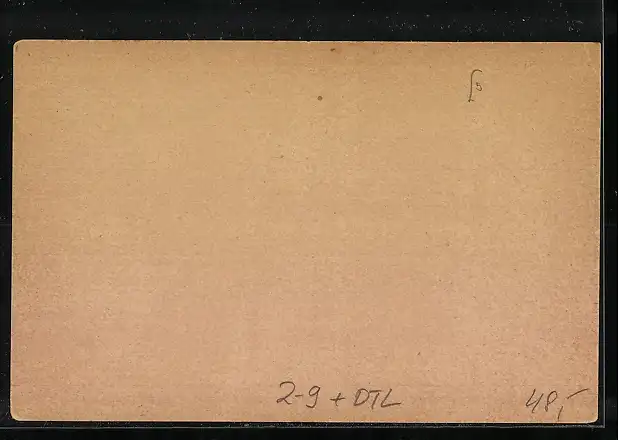 2-9 + DTL 48,-